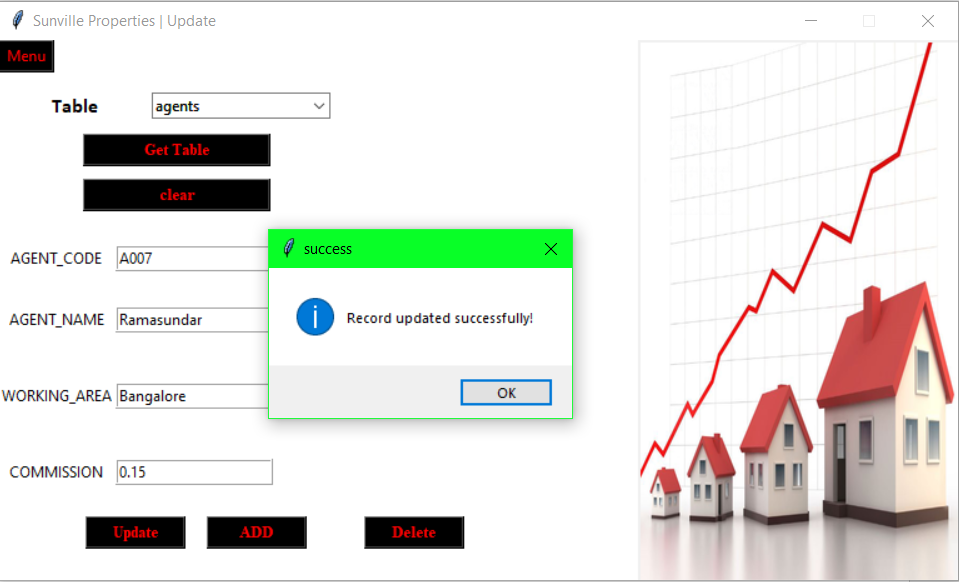 Sunville Properties | Update
Menu
Table
agents
Get Table
clear
success
Record updated successfully!
OK
AGENT_CODE
A007
AGENT_NAME
Ramasundar
WORKING_AREA
Bangalore
COMMISSION
0.15
Update
ADD
Delete